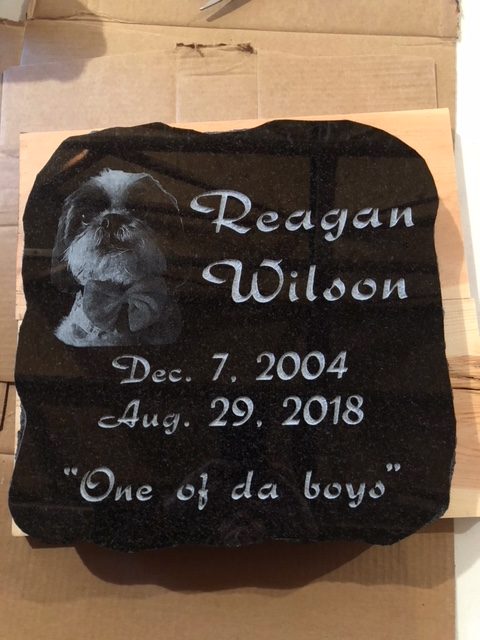 Reagan
Wilson
Dec. 7, 2004
Aug. 29, 2018
“One of da boys”